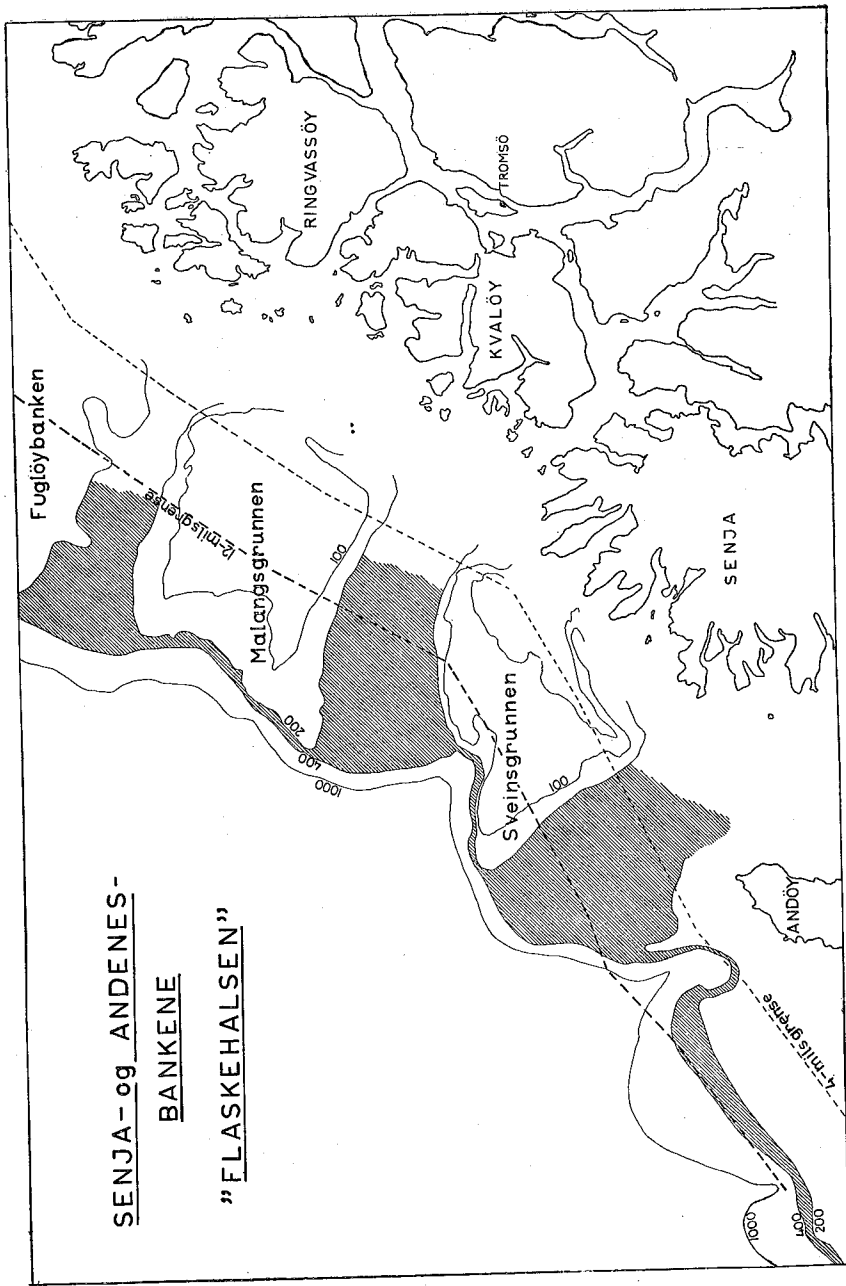 SENJA- og ANDENES-
BANKENE
"FLASKEHALSEN"
Fuglöybanken
12-milsgrense
Malangsgrunnen
100
200
400
1000
Sveinsgrunnen
100
RINGVASSÖY
TROMSÖ
KVALÖY
SENJA
ANDÖY
4-milsgrense
1000
400
200